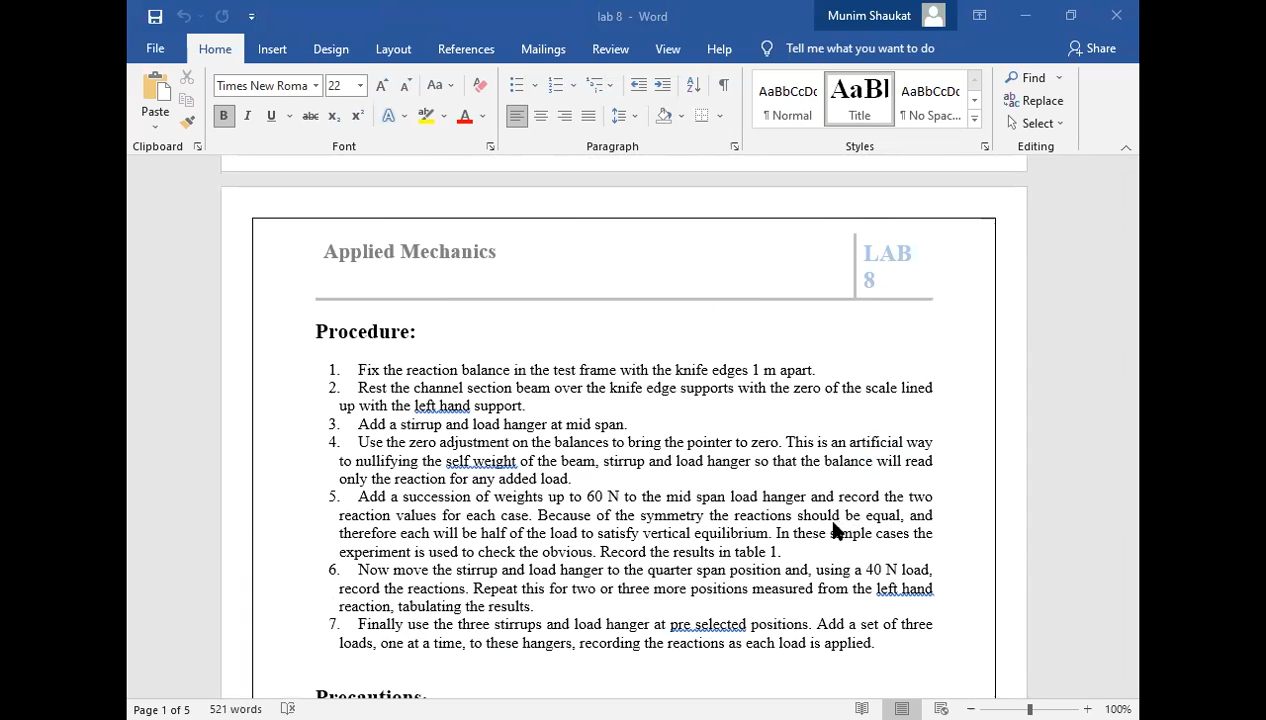 lab 8 - Word
Munim Shaukat
File Home Insert Design Layout References Mailings Review View Help Tell me what you want to do Share
Times New Roma 22 Aa AaBbCcDc AaBl AaBbCcDc Find
Paste B I U abc x₂ x² A ab A ¶ Normal Title ¶ No Spac... Replace
Select
Clipboard Font Paragraph Styles Editing
Applied Mechanics LAB
8
Procedure:
1. Fix the reaction balance in the test frame with the knife edges 1 m apart.
2. Rest the channel section beam over the knife edge supports with the zero of the scale lined
up with the left hand support.
3. Add a stirrup and load hanger at mid span.
4. Use the zero adjustment on the balances to bring the pointer to zero. This is an artificial way
to nullifying the self weight of the beam, stirrup and load hanger so that the balance will read
only the reaction for any added load.
5. Add a succession of weights up to 60 N to the mid span load hanger and record the two
reaction values for each case. Because of the symmetry the reactions should be equal, and
therefore each will be half of the load to satisfy vertical equilibrium. In these simple cases the
experiment is used to check the obvious. Record the results in table 1.
6. Now move the stirrup and load hanger to the quarter span position and, using a 40 N load,
record the reactions. Repeat this for two or three more positions measured from the left hand
reaction, tabulating the results.
7. Finally use the three stirrups and load hanger at pre selected positions. Add a set of three
loads, one at a time, to these hangers, recording the reactions as each load is applied.
Precautions:
Page 1 of 5 521 words 100%